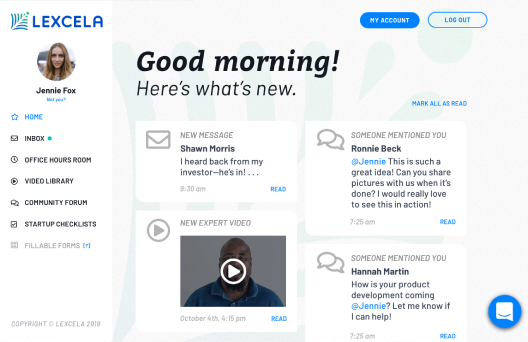 LEXCELA
MY ACCOUNT
LOG OUT
Jennie Fox
Not you?
HOME
INBOX
OFFICE HOURS ROOM
VIDEO LIBRARY
COMMUNITY FORUM
STARTUP CHECKLISTS
FILLABLE FORMS [?]
COPYRIGHT © LEXCELA 2019
Good morning!
Here's what's new.
MARK ALL AS READ
NEW MESSAGE
Shawn Morris
I heard back from my
investor—he's in! . . .
9:30 am
READ
NEW EXPERT VIDEO
October 4th, 4:15 pm
READ
SOMEONE MENTIONED YOU
Ronnie Beck
@Jennie This is such a
great idea! Can you share
pictures with us when it's
done? I would really love
to see this in action!
7:25 am
READ
SOMEONE MENTIONED YOU
Hannah Martin
How is your product
development coming
@Jennie? Let me know if
I can help!
7:25 am
READ